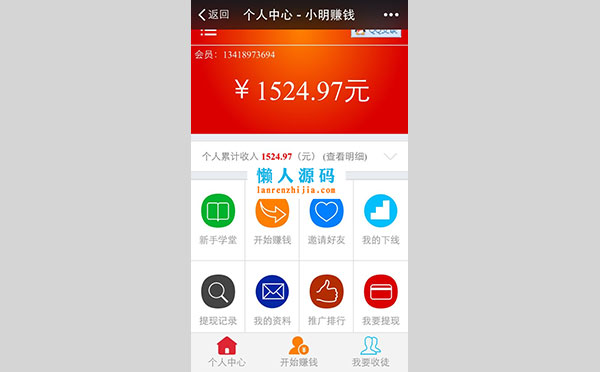 返回 个人中心 - 小明赚钱
会员：13418973694
￥1524.97元
个人累计收入 1524.97（元）(查看明细)
懒人源码
lanrenzhijia.com
新手学堂 开始赚钱 邀请好友 我的下线
提现记录 我的资料 推广排行 我要提现
个人中心 开始赚钱 我要收徒